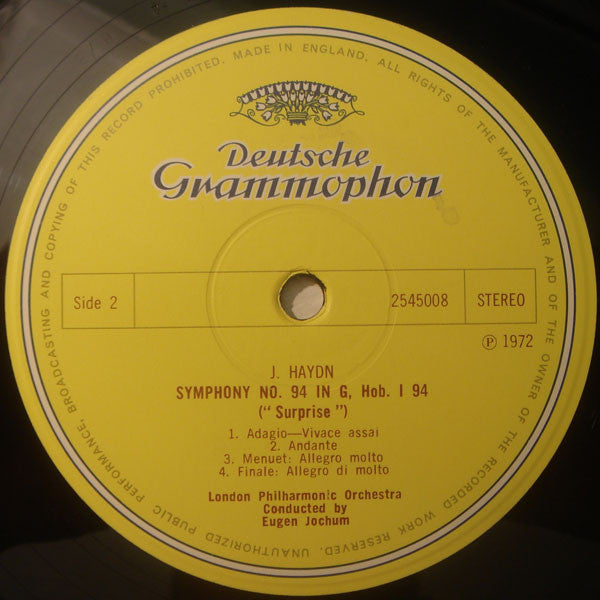 UNAUTHORIZED PUBLIC PERFORMANCE, BROADCASTING AND COPYING OF THIS RECORD PROHIBITED. MADE IN ENGLAND. ALL RIGHTS OF THE MANUFACTURER AND OF THE OWNER OF THE RECORDED WORK RESERVED.
Deutsche
Grammophon
Side 2
2545008
STEREO
℗ 1972
J. HAYDN
SYMPHONY NO. 94 IN G, Hob. I 94
(“ Surprise ”)
1. Adagio—Vivace assai
2. Andante
3. Menuet: Allegro molto
4. Finale: Allegro di molto
London Philharmonic Orchestra
Conducted by
Eugen Jochum